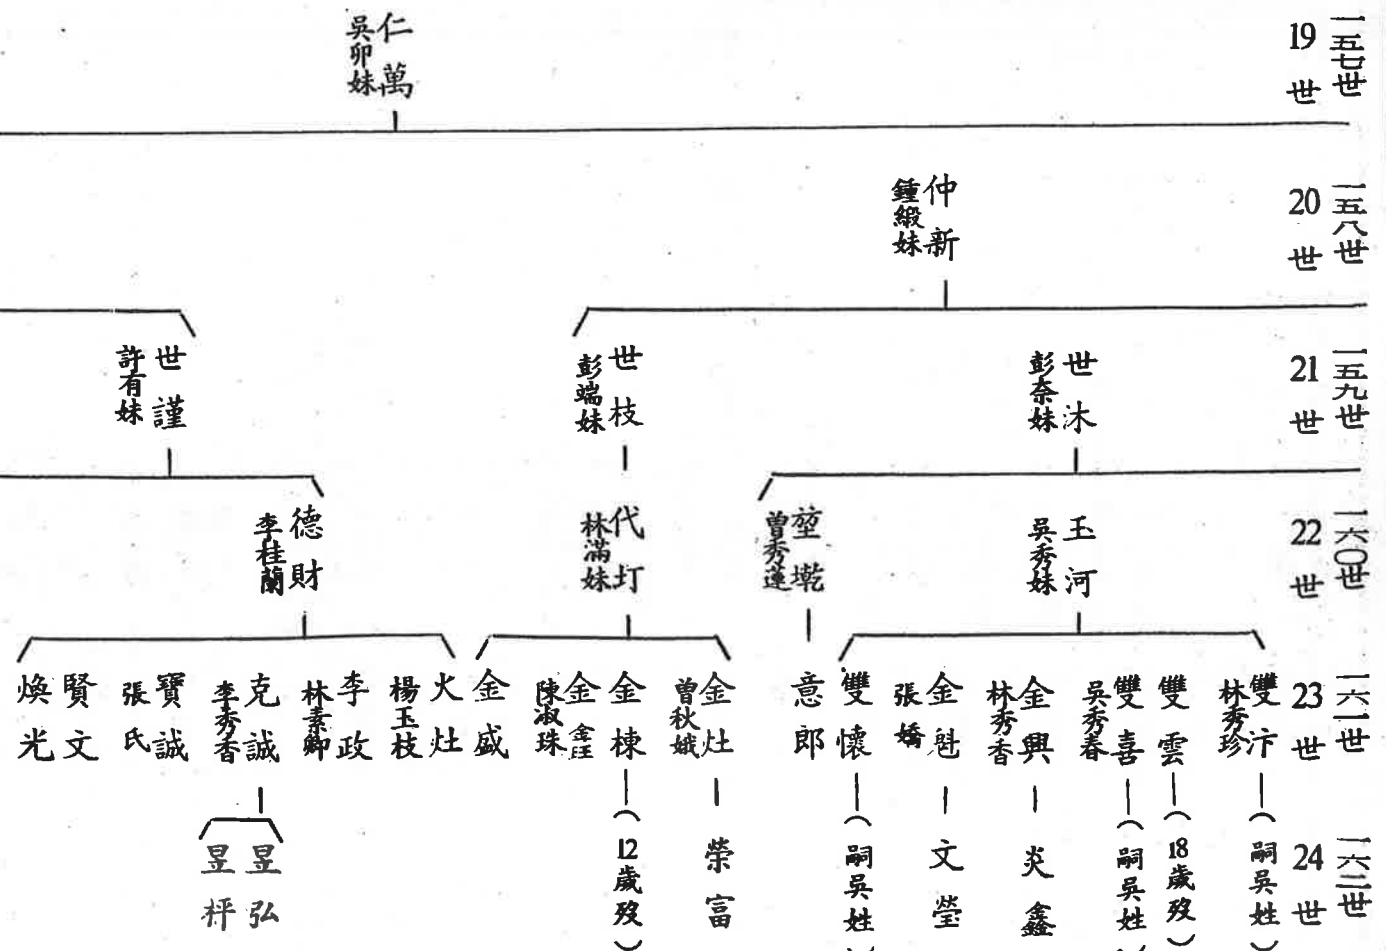 一五七世
19世
仁萬
吳卯妹
一五八世
20世
仲新
鍾緞妹
一五九世
21世
世沐
彭奈妹
世枝
彭端妹
世謹
許有妹
一六〇世
22世
玉河
吳秀妹
堃墘
曾秀蓮
代圢
林滿妹
德財
李桂蘭
一六一世
23世
雙汴
林秀珍
雙雲
雙喜
吳秀春
金興
林秀香
金
張嬌
雙懷
意郎
金灶
曾秋娥
金棟
金
陳淑珠
金盛
火灶
楊玉枝
李政
林素卿
克誠
李秀香
寶誠
張氏
賢文
煥光
一六二世
24世
(嗣吳姓)
(18歲歿)
(嗣吳姓)
炎鑫
文瑩
(嗣吳姓)
榮富
(12歲歿)
昱弘
昱枰